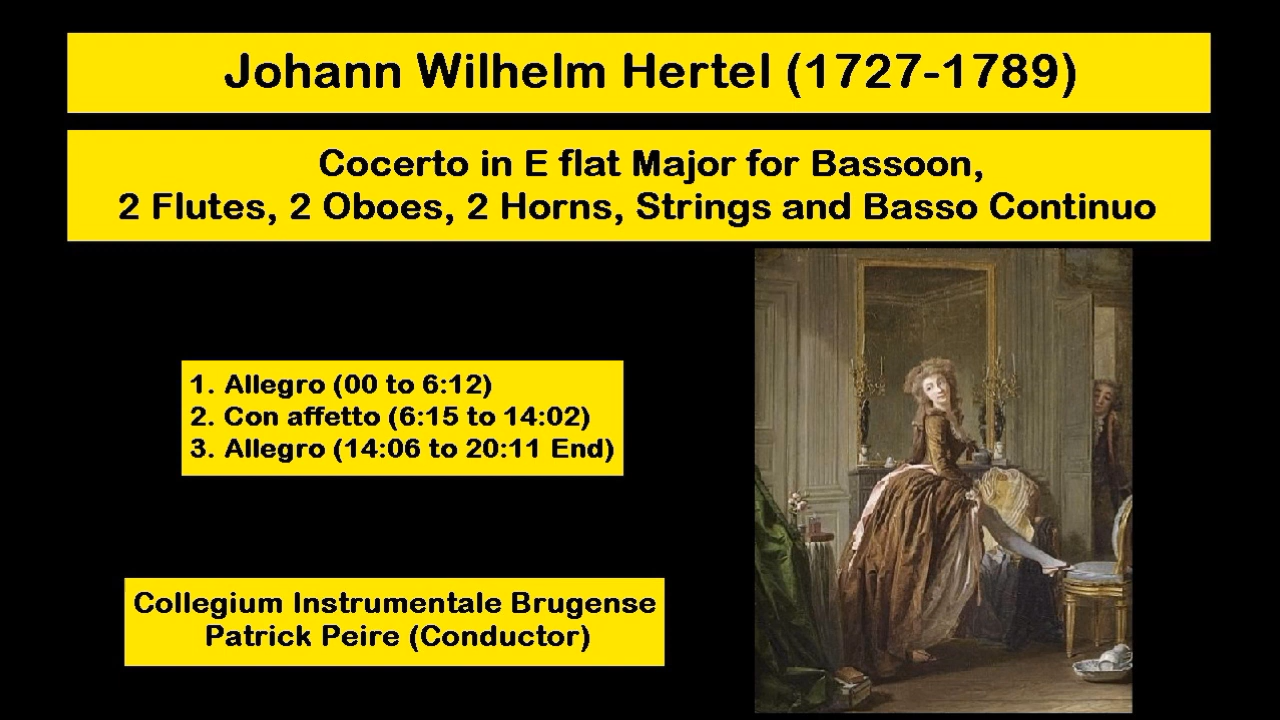 Johann Wilhelm Hertel (1727-1789)
Cocerto in E flat Major for Bassoon,
2 Flutes, 2 Oboes, 2 Horns, Strings and Basso Continuo
1. Allegro (00 to 6:12)
2. Con affetto (6:15 to 14:02)
3. Allegro (14:06 to 20:11 End)
Collegium Instrumentale Brugense
Patrick Peire (Conductor)